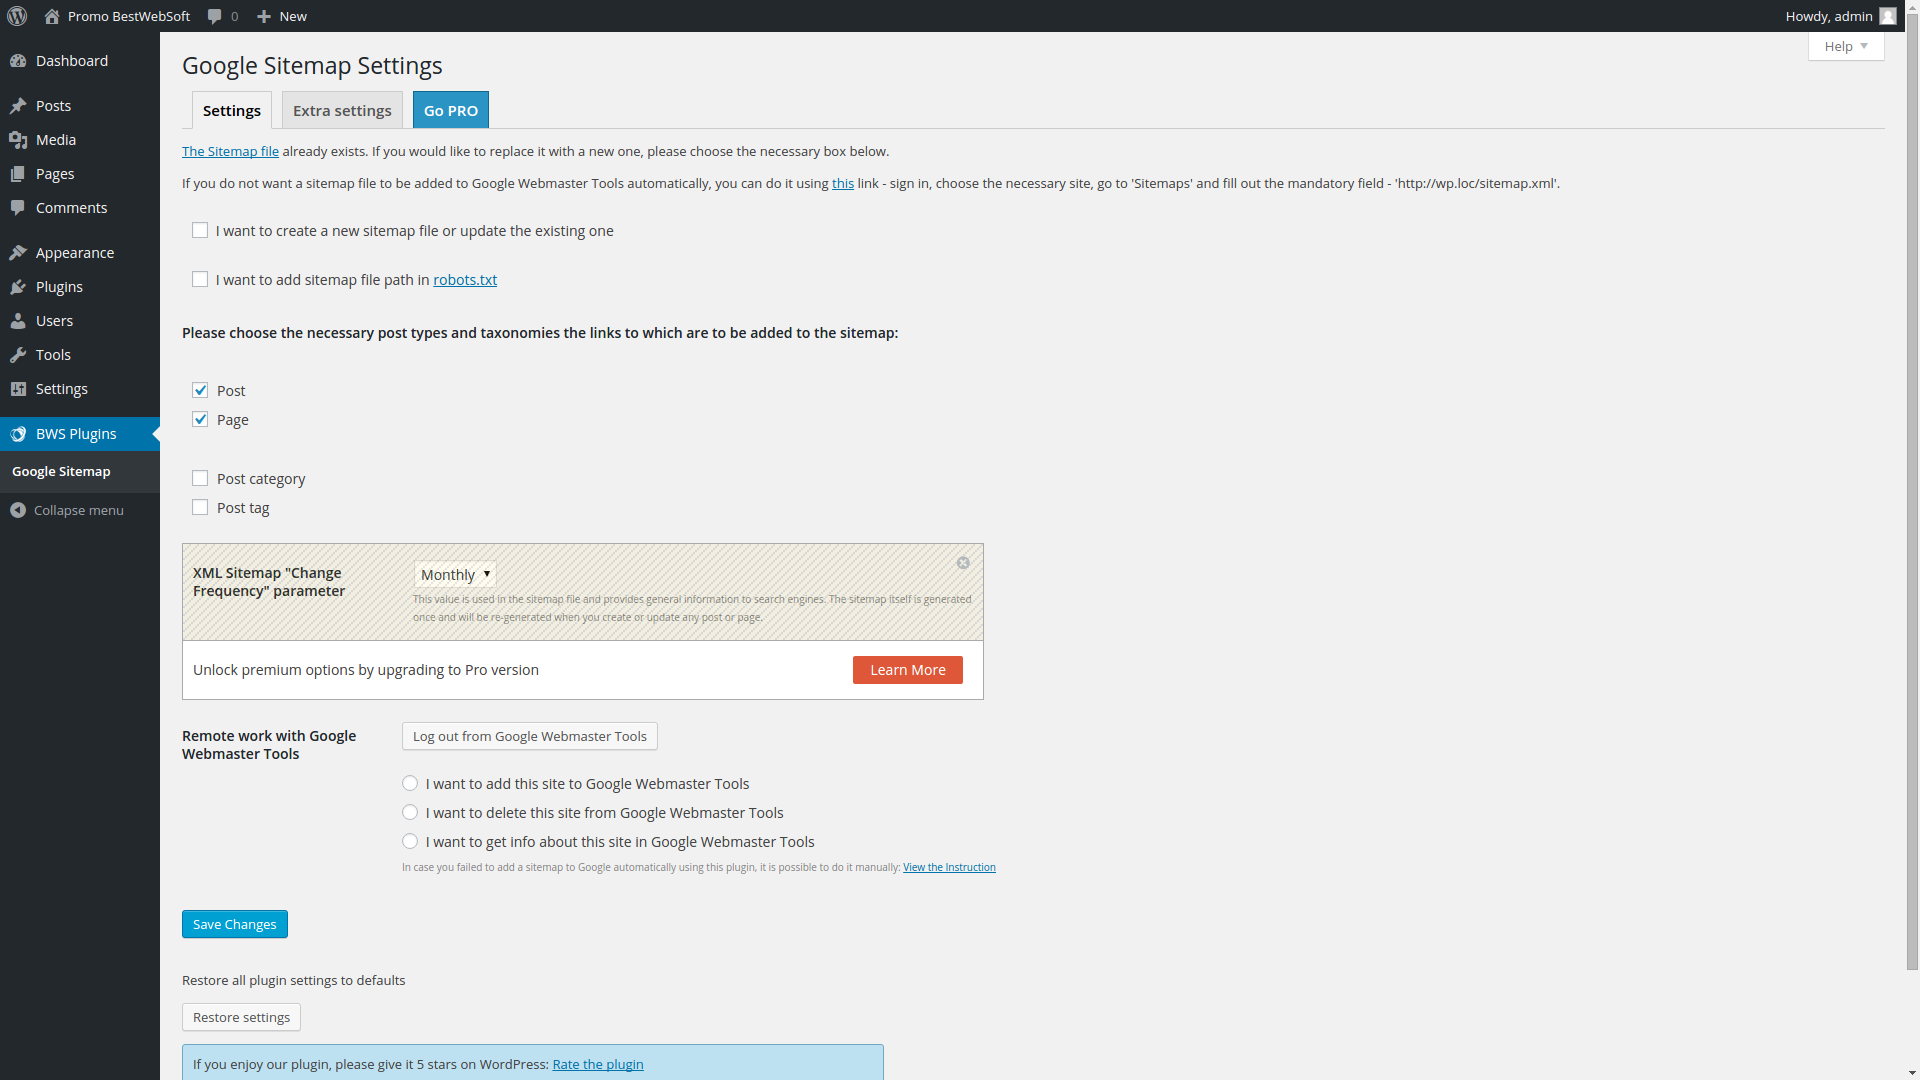 Promo BestWebSoft 0 New Howdy, admin
Help
Dashboard
Posts
Media
Pages
Comments
Appearance
Plugins
Users
Tools
Settings
BWS Plugins
Google Sitemap
Collapse menu
Google Sitemap Settings
Settings Extra settings Go PRO
The Sitemap file already exists. If you would like to replace it with a new one, please choose the necessary box below.
If you do not want a sitemap file to be added to Google Webmaster Tools automatically, you can do it using this link - sign in, choose the necessary site, go to 'Sitemaps' and fill out the mandatory field - 'http://wp.loc/sitemap.xml'.
I want to create a new sitemap file or update the existing one
I want to add sitemap file path in robots.txt
Please choose the necessary post types and taxonomies the links to which are to be added to the sitemap:
Post
Page
Post category
Post tag
XML Sitemap "Change
Frequency" parameter
Monthly
This value is used in the sitemap file and provides general information to search engines. The sitemap itself is generated
once and will be re-generated when you create or update any post or page.
Unlock premium options by upgrading to Pro version
Learn More
Remote work with Google
Webmaster Tools
Log out from Google Webmaster Tools
I want to add this site to Google Webmaster Tools
I want to delete this site from Google Webmaster Tools
I want to get info about this site in Google Webmaster Tools
In case you failed to add a sitemap to Google automatically using this plugin, it is possible to do it manually: View the Instruction
Save Changes
Restore all plugin settings to defaults
Restore settings
If you enjoy our plugin, please give it 5 stars on WordPress: Rate the plugin